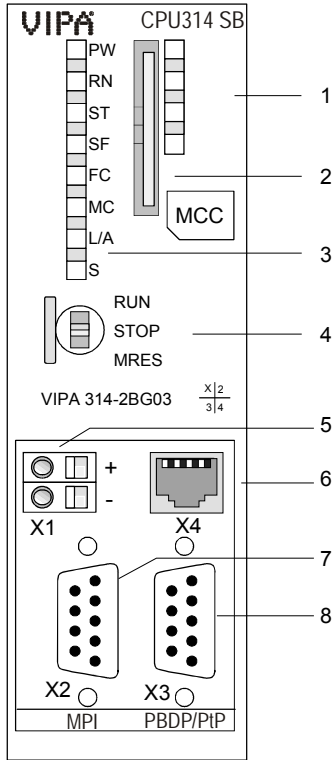 VIPA CPU314 SB
PW
RN
ST
SF
FC
MC
L/A
S
MCC
1
2
3
RUN
STOP
MRES
4
VIPA 314-2BG03
X 2
3 4
5
+
-
6
X1
X4
7
8
X2
X3
MPI
PBDP/PtP